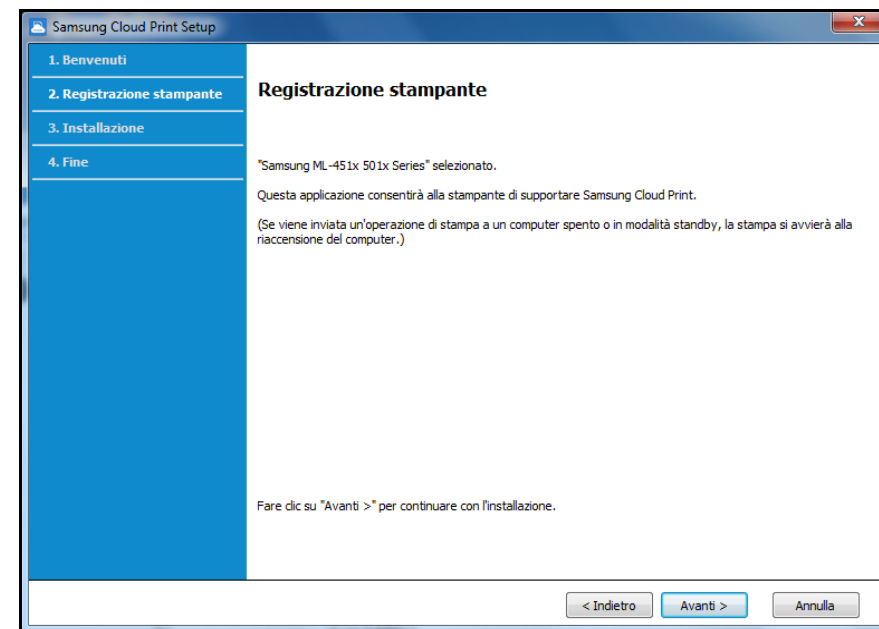 Samsung Cloud Print Setup
1. Benvenuti
2. Registrazione stampante
3. Installazione
4. Fine
Registrazione stampante
"Samsung ML-451x 501x Series" selezionato.
Questa applicazione consentirà alla stampante di supportare Samsung Cloud Print.
(Se viene inviata un'operazione di stampa a un computer spento o in modalità standby, la stampa si avvierà alla
riaccensione del computer.)
Fare clic su "Avanti >" per continuare con l'installazione.
< Indietro
Avanti >
Annulla